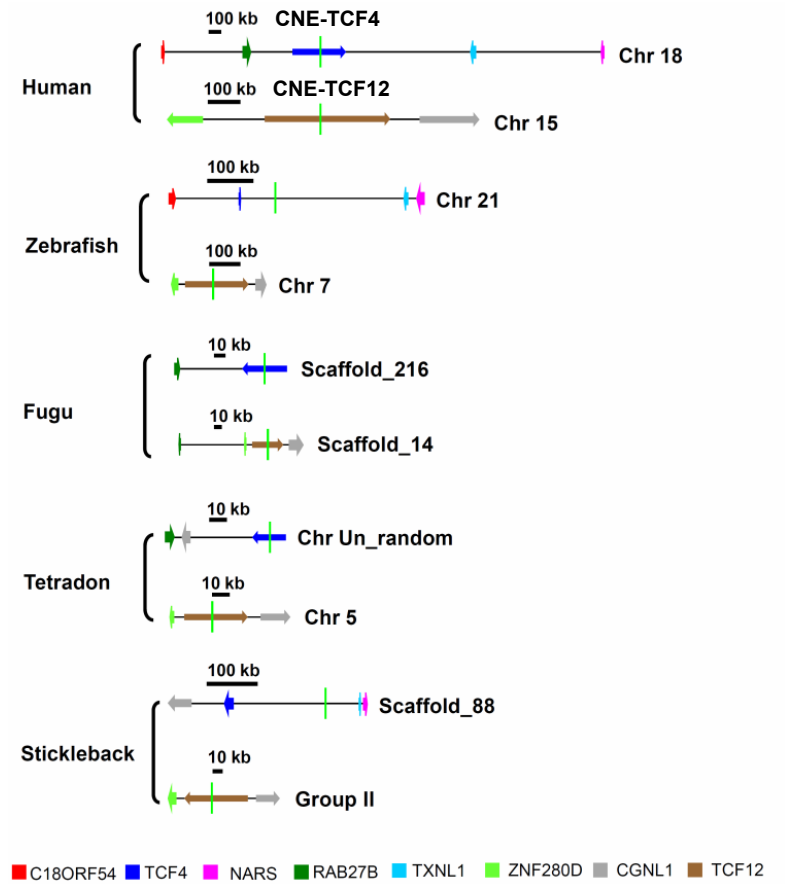 100 kb
CNE-TCF4
Chr 18
Human
100 kb
CNE-TCF12
Chr 15
100 kb
Chr 21
Zebrafish
100 kb
Chr 7
10 kb
Scaffold_216
Fugu
10 kb
Scaffold_14
10 kb
Chr Un_random
Tetradon
10 kb
Chr 5
100 kb
Scaffold_88
Stickleback
10 kb
Group II
C18ORF54 TCF4 NARS RAB27B TXNL1 ZNF280D CGNL1 TCF12